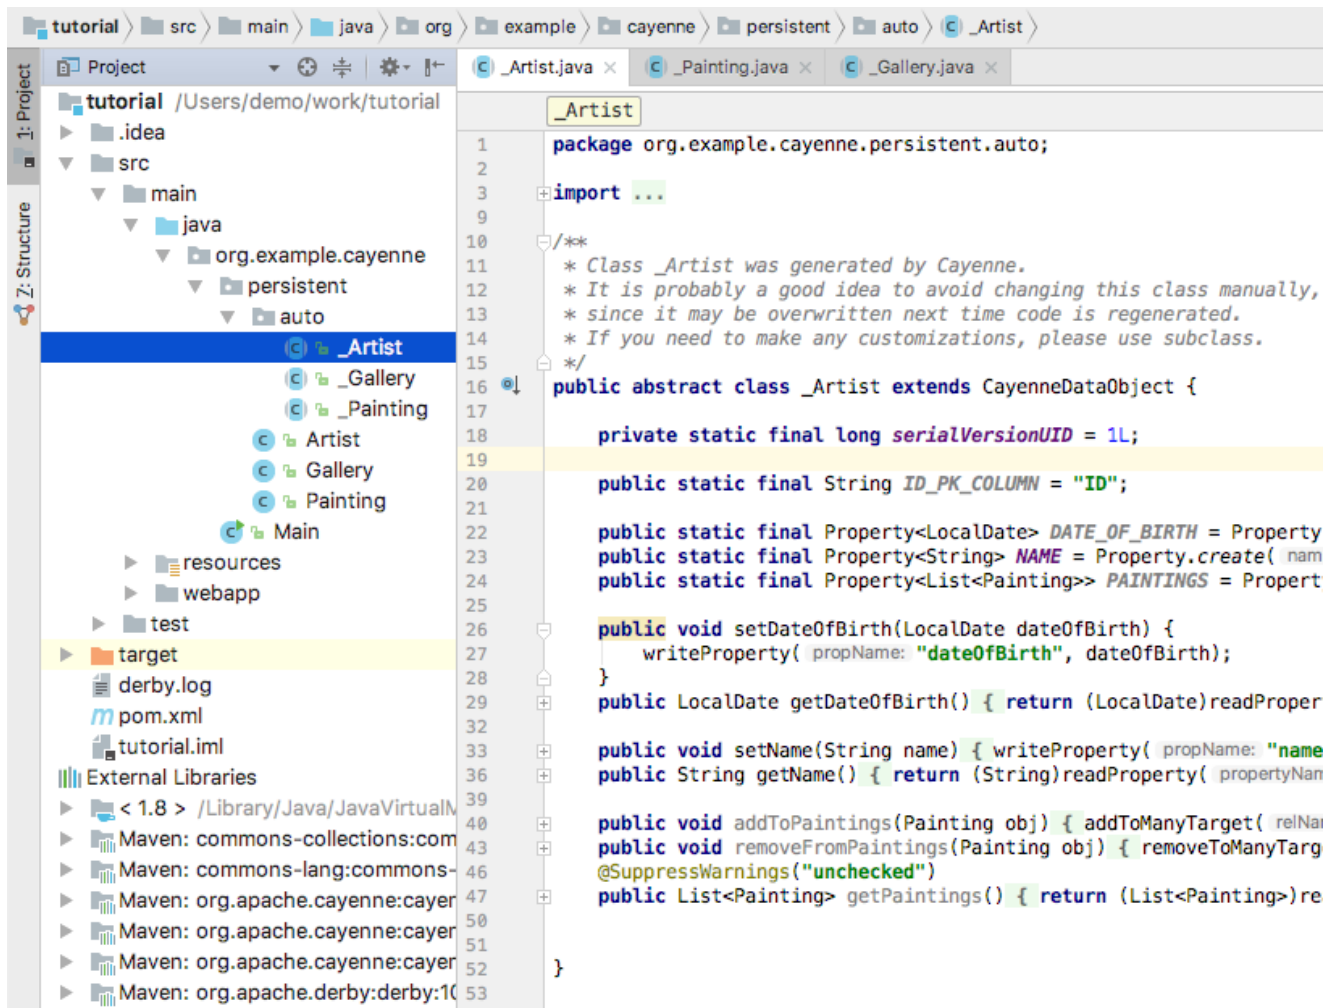 tutorial src main java org example cayenne persistent auto _Artist
1: Project
Z: Structure
Project
tutorial /Users/demo/work/tutorial
.idea
src
main
java
org.example.cayenne
persistent
auto
_Artist
_Gallery
_Painting
Artist
Gallery
Painting
Main
resources
webapp
test
target
derby.log
pom.xml
tutorial.iml
External Libraries
< 1.8 > /Library/Java/JavaVirtualM
Maven: commons-collections:com
Maven: commons-lang:commons-
Maven: org.apache.cayenne:cayen
Maven: org.apache.cayenne:cayer
Maven: org.apache.cayenne:cayer
Maven: org.apache.derby:derby:10
_Artist.java _Painting.java _Gallery.java
_Artist
1 package org.example.cayenne.persistent.auto;
2
3 import ...
9
10 /**
11 * Class _Artist was generated by Cayenne.
12 * It is probably a good idea to avoid changing this class manually,
13 * since it may be overwritten next time code is regenerated.
14 * If you need to make any customizations, please use subclass.
15 */
16 public abstract class _Artist extends CayenneDataObject {
17
18 private static final long serialVersionUID = 1L;
19
20 public static final String ID_PK_COLUMN = "ID";
21
22 public static final Property<LocalDate> DATE_OF_BIRTH = Property
23 public static final Property<String> NAME = Property.create( nam
24 public static final Property<List<Painting>> PAINTINGS = Propert
25
26 public void setDateOfBirth(LocalDate dateOfBirth) {
27 writeProperty( propName: "dateOfBirth", dateOfBirth);
28 }
29 public LocalDate getDateOfBirth() { return (LocalDate)readProper
32
33 public void setName(String name) { writeProperty( propName: "name
36 public String getName() { return (String)readProperty( propertyNam
39
40 public void addToPaintings(Painting obj) { addToManyTarget( relNam
43 public void removeFromPaintings(Painting obj) { removeToManyTarg
46 @SuppressWarnings("unchecked")
47 public List<Painting> getPaintings() { return (List<Painting>)rea
50
51
52 }
53